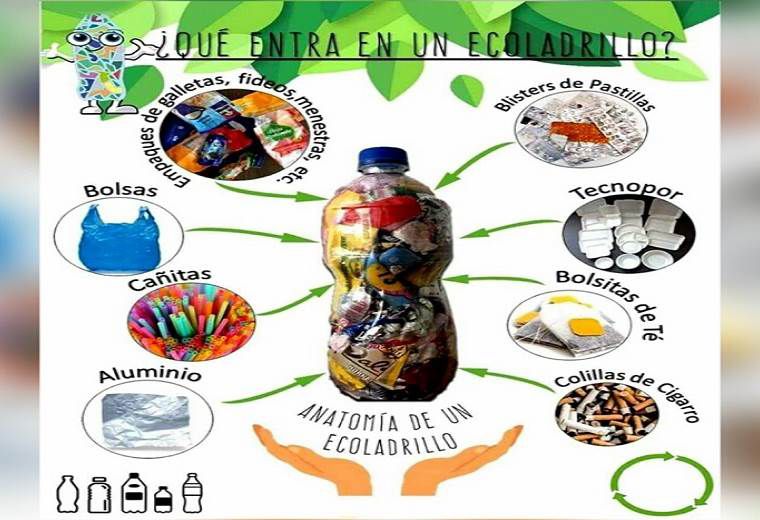 ¿QUÉ ENTRA EN UN ECOLADRILLO?
Empaques de galletas, fideos, menestras, etc.
Blisters de Pastillas
Bolsas
Tecnopor
Cañitas
Bolsitas de Té
Aluminio
Colillas de Cigarro
ANATOMÍA DE UN
ECOLADRILLO